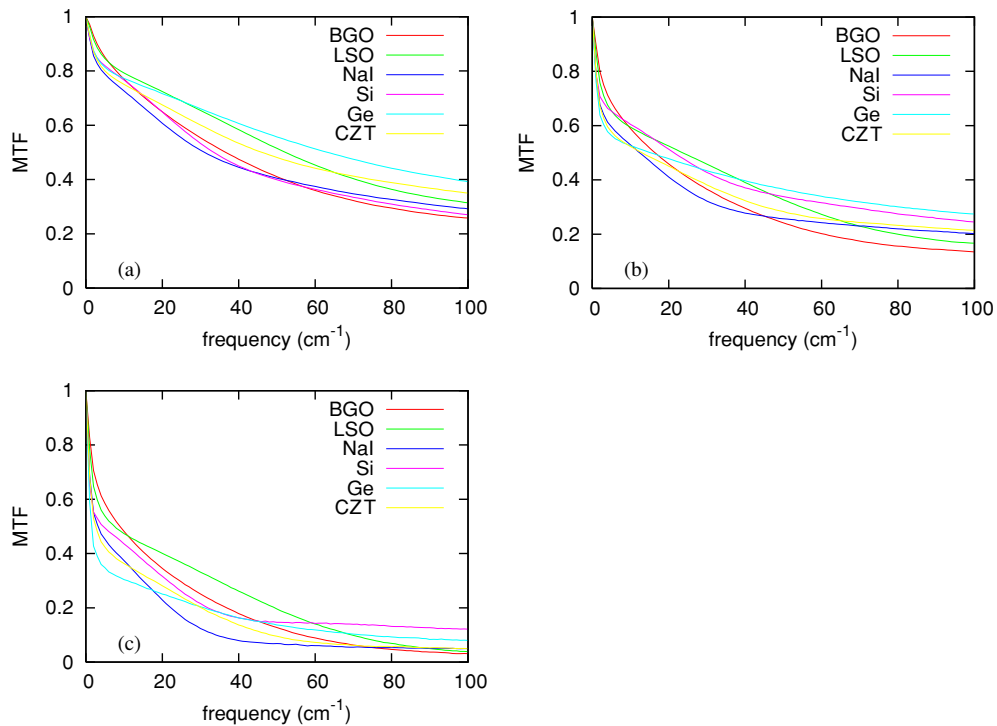 1
0.8
0.6
0.4
0.2
0
MTF
0 20 40 60 80 100
frequency (cm-1)
BGO
LSO
NaI
Si
Ge
CZT
(a)
1
0.8
0.6
0.4
0.2
0
MTF
0 20 40 60 80 100
frequency (cm-1)
BGO
LSO
NaI
Si
Ge
CZT
(b)
1
0.8
0.6
0.4
0.2
0
MTF
0 20 40 60 80 100
frequency (cm-1)
BGO
LSO
NaI
Si
Ge
CZT
(c)